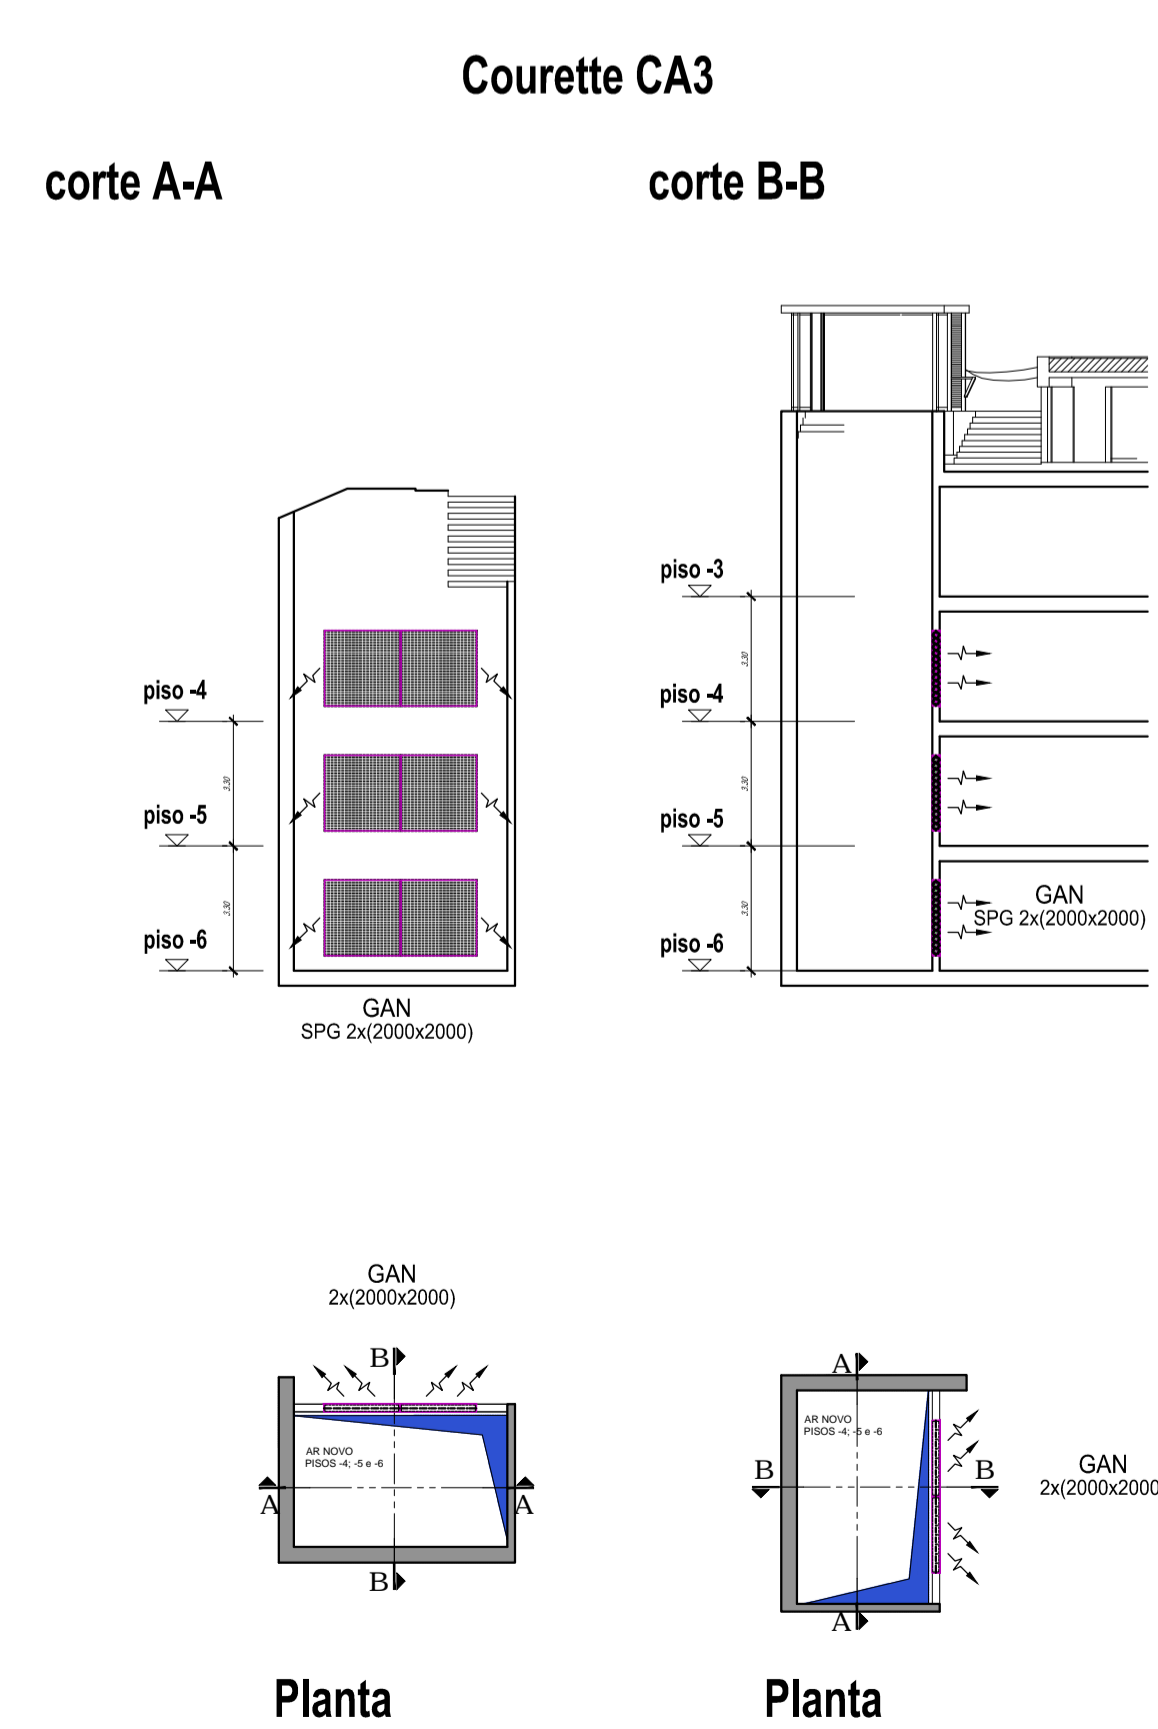 Courette CA3
corte A-A
corte B-B
piso -4
3.30
piso -5
3.30
piso -6
GAN
SPG 2x(2000x2000)
piso -3
3.30
piso -4
3.30
piso -5
3.30
piso -6
GAN
SPG 2x(2000x2000)
GAN
2x(2000x2000)
B
AR NOVO
PISOS -4; -5 e -6
A
A
B
Planta
A
AR NOVO
PISOS -4; -5 e -6
B
B
GAN
2x(2000x2000
A
Planta